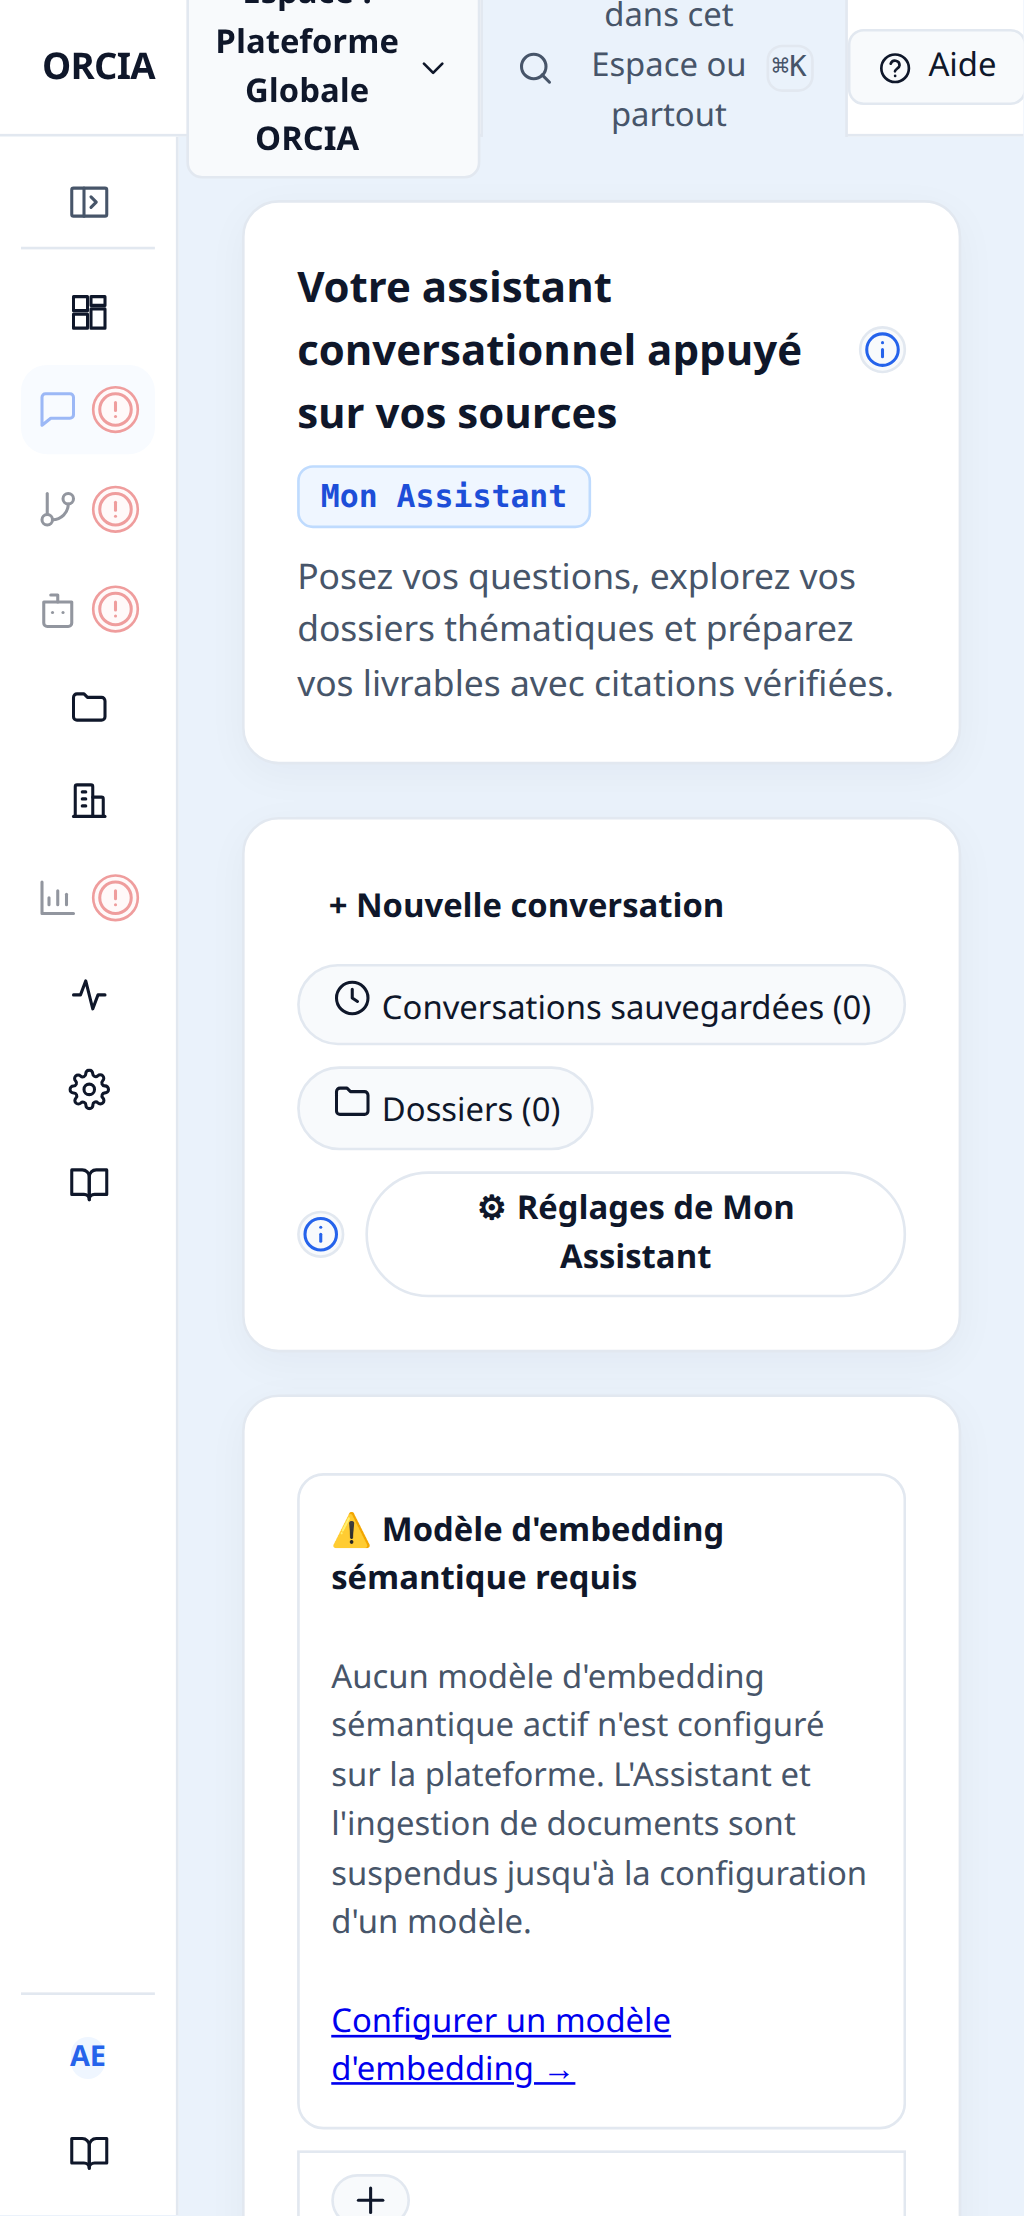 ORCIA
Espace :
Plateforme
Globale
ORCIA
dans cet
Espace ou
partout
⌘K
Aide
Votre assistant
conversationnel appuyé
sur vos sources
Mon Assistant
Posez vos questions, explorez vos
dossiers thématiques et préparez
vos livrables avec citations vérifiées.
+ Nouvelle conversation
Conversations sauvegardées (0)
Dossiers (0)
⚙ Réglages de Mon
Assistant
⚠️ Modèle d'embedding
sémantique requis
Aucun modèle d'embedding
sémantique actif n'est configuré
sur la plateforme. L'Assistant et
l'ingestion de documents sont
suspendus jusqu'à la configuration
d'un modèle.
Configurer un modèle
d'embedding →
AE